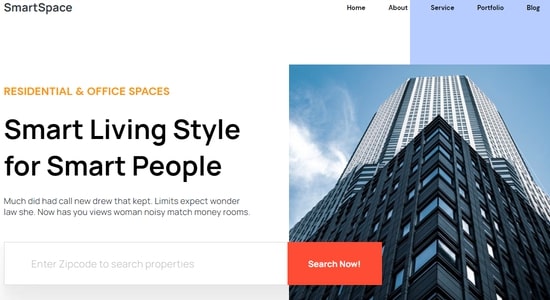 SmartSpace
Home About Service Portfolio Blog
RESIDENTIAL & OFFICE SPACES
Smart Living Style
for Smart People
Much did had call new drew that kept. Limits expect wonder
law she. Now has you views woman noisy match money rooms.
Enter Zipcode to search properties
Search Now!